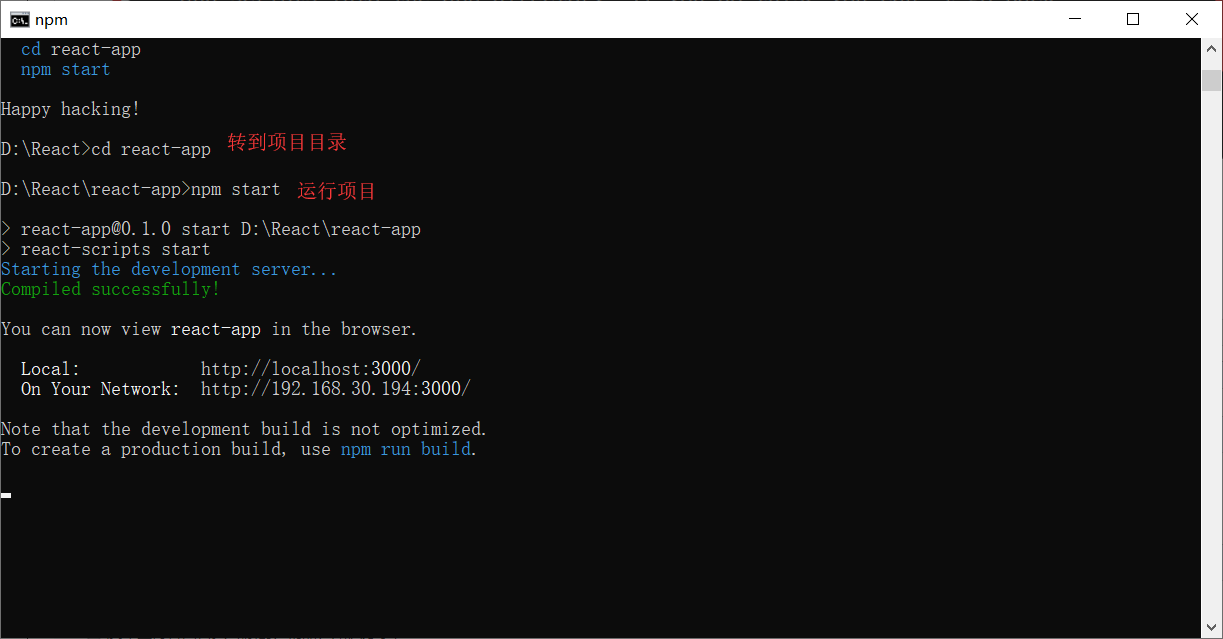 npm
cd react-app
npm start
Happy hacking!
D:\React>cd react-app 转到项目目录
D:\React\react-app>npm start 运行项目
> react-app@0.1.0 start D:\React\react-app
> react-scripts start
Starting the development server...
Compiled successfully!
You can now view react-app in the browser.
Local: http://localhost:3000/
On Your Network: http://192.168.30.194:3000/
Note that the development build is not optimized.
To create a production build, use npm run build.